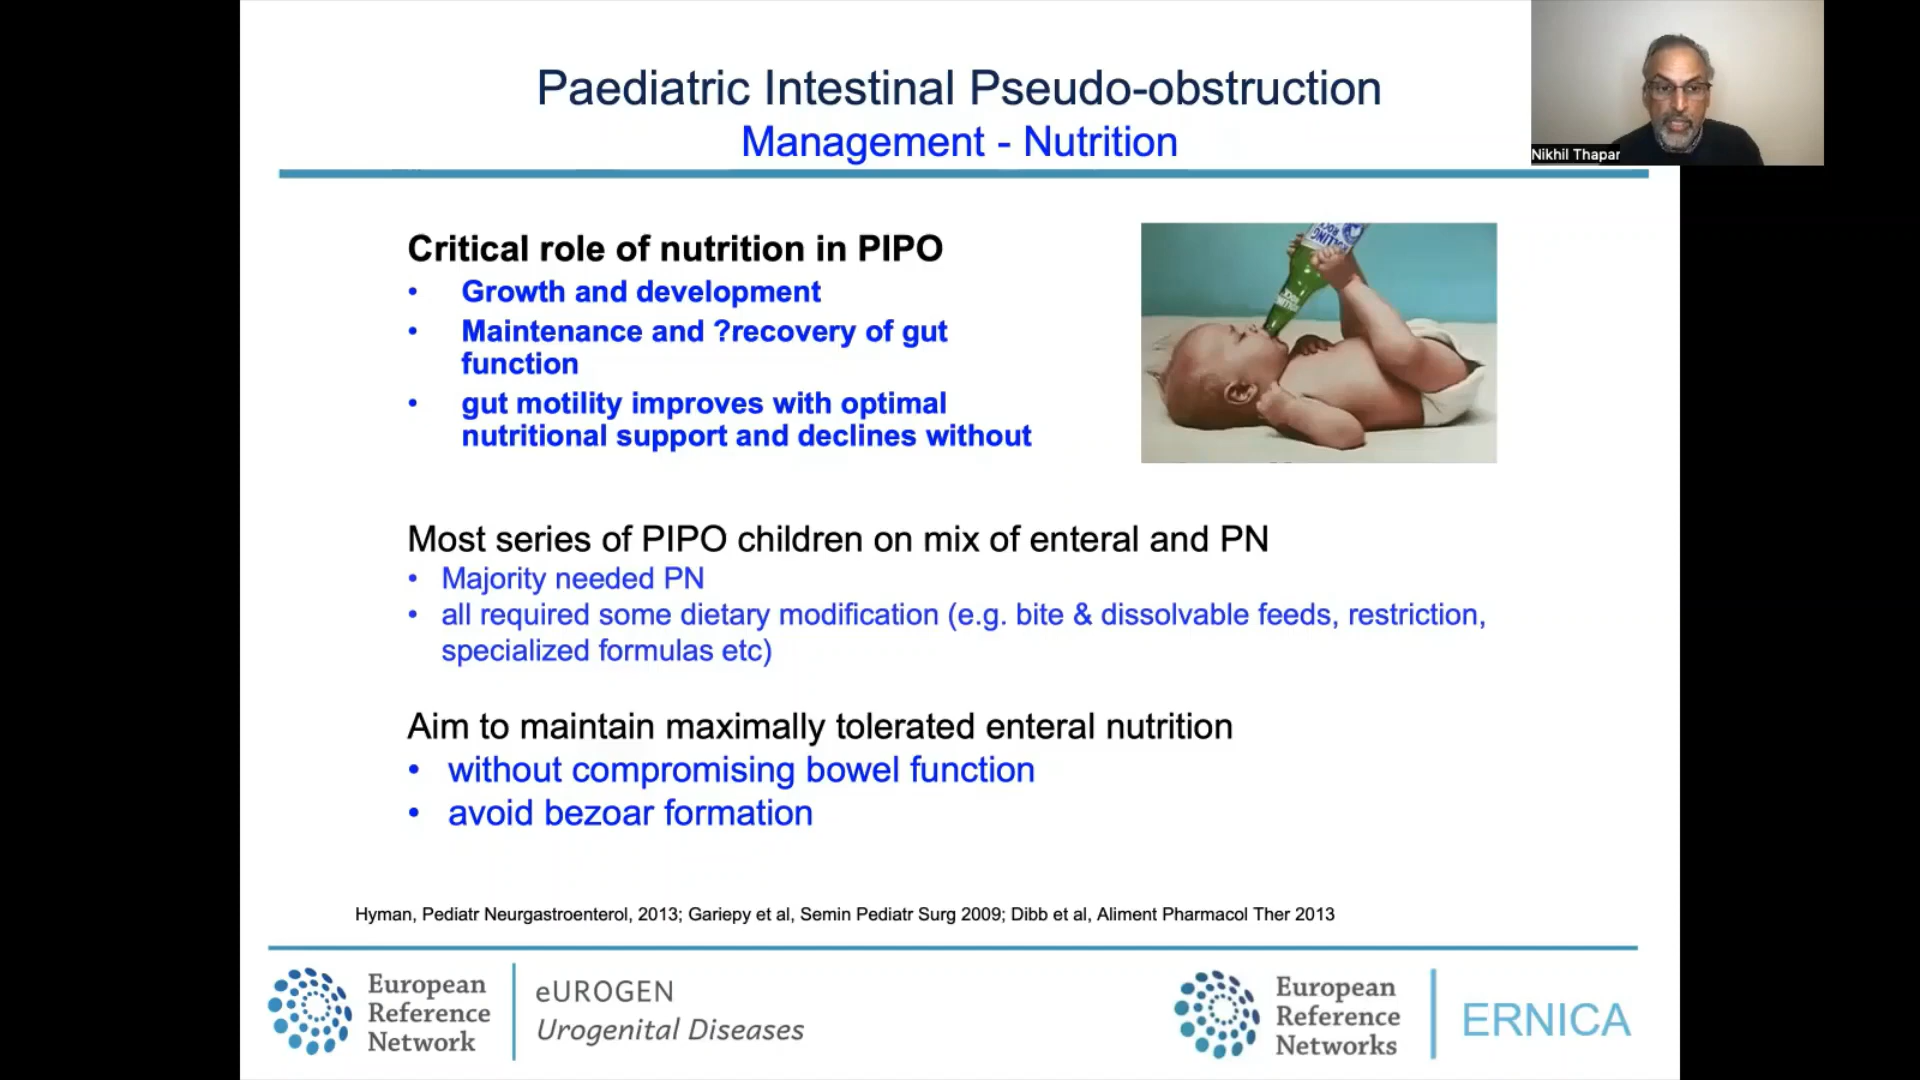 Paediatric Intestinal Pseudo-obstruction
Management - Nutrition
Nikhil Thapar
Critical role of nutrition in PIPO
• Growth and development
• Maintenance and ?recovery of gut
function
• gut motility improves with optimal
nutritional support and declines without
Most series of PIPO children on mix of enteral and PN
• Majority needed PN
• all required some dietary modification (e.g. bite & dissolvable feeds, restriction,
specialized formulas etc)
Aim to maintain maximally tolerated enteral nutrition
• without compromising bowel function
• avoid bezoar formation
Hyman, Pediatr Neurgastroenterol, 2013; Gariepy et al, Semin Pediatr Surg 2009; Dibb et al, Aliment Pharmacol Ther 2013
European
Reference
Network
eUROGEN
Urogenital Diseases
European
Reference
Networks
ERNICA